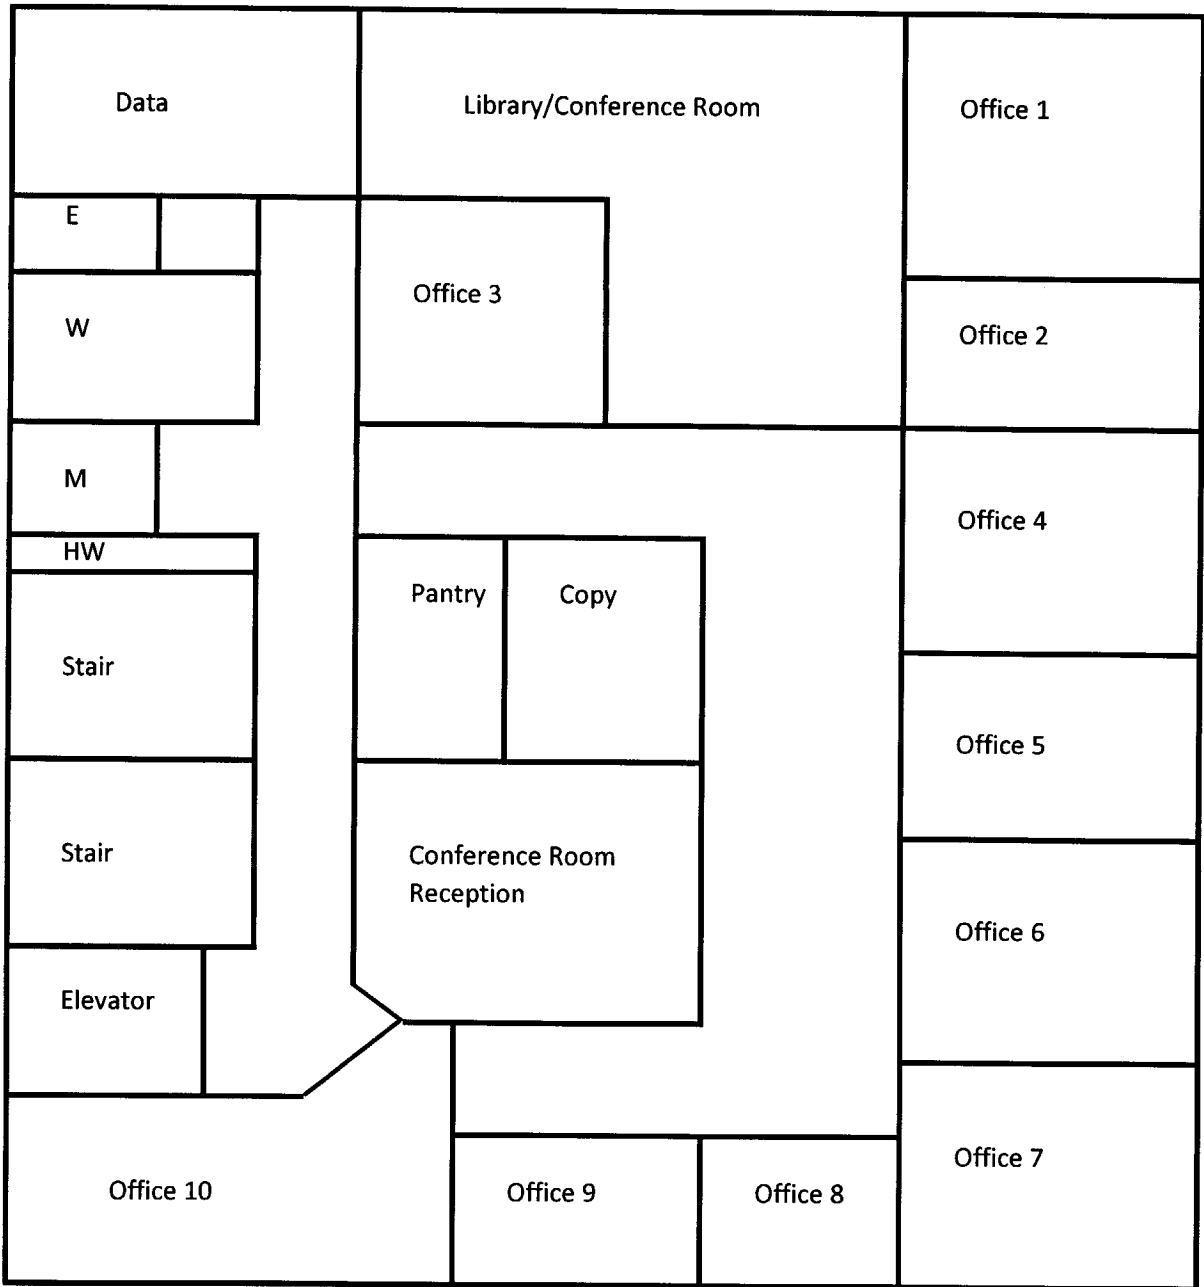 Data
Library/Conference Room
Office 1
E
Office 3
W
Office 2
M
Office 4
HW
Pantry
Copy
Stair
Office 5
Stair
Conference Room
Reception
Office 6
Elevator
Office 7
Office 10
Office 9
Office 8